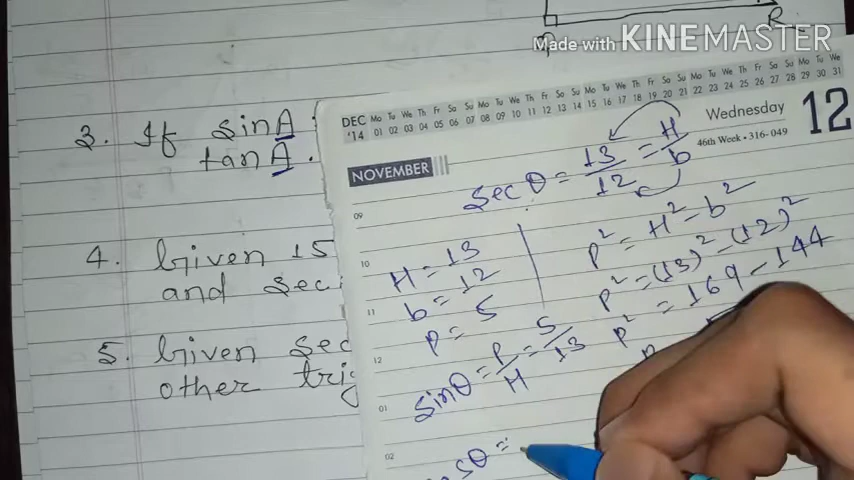 Made with KINEMASTER
R
3. If sinA
tanA
4. Given 15
and sec
5. Given sec
other trig
DEC Mo Tu We Th Fr Sa Su Mo Tu We Th Fr Sa Su Mo Tu We Th Fr Sa Su Mo Tu We Th Fr Sa Su Mo Tu We
'14 01 02 03 04 05 06 07 08 09 10 11 12 13 14 15 16 17 18 19 20 21 22 23 24 25 26 27 28 29 30 31
Wednesday 12
46th Week • 316-049
NOVEMBER
09
10
11
12
01
02
secθ = 13/12 = H/b
H = 13
b = 12
P = 5
P² = H² - b²
P² = (13)² - (12)²
P² = 169 - 144
sinθ = P/H = 5/13
sθ =